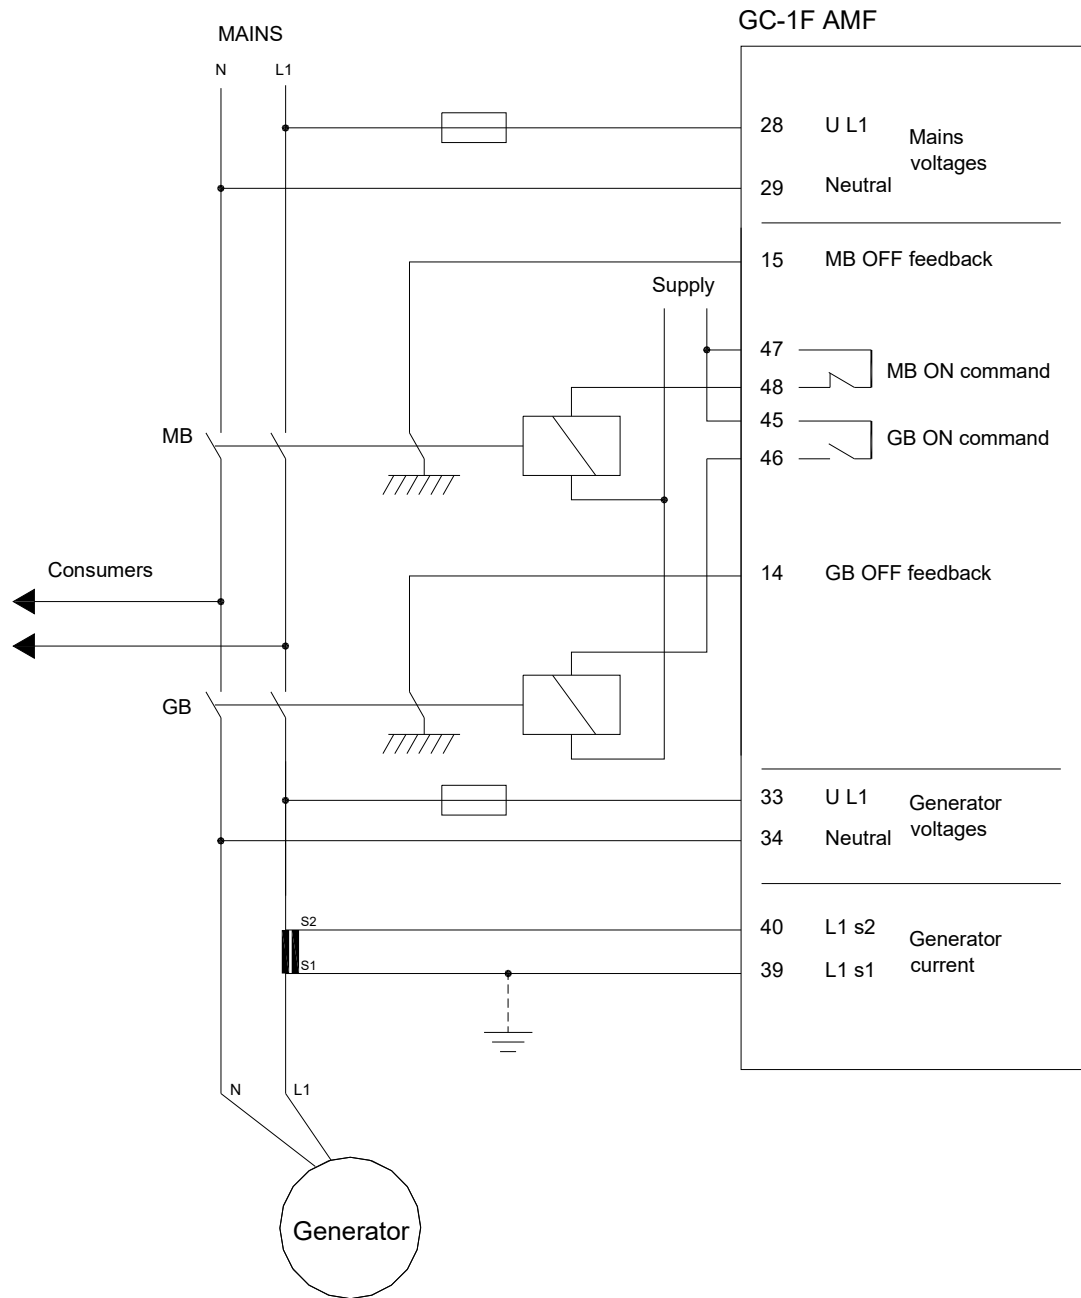 GC-1F AMF
MAINS
N L1
28 U L1
Mains
voltages
29 Neutral
15 MB OFF feedback
Supply
47
MB ON command
48
45
GB ON command
46
MB
14 GB OFF feedback
Consumers
GB
33 U L1
Generator
voltages
34 Neutral
S2
40 L1 s2
Generator
current
S1
39 L1 s1
N L1
Generator